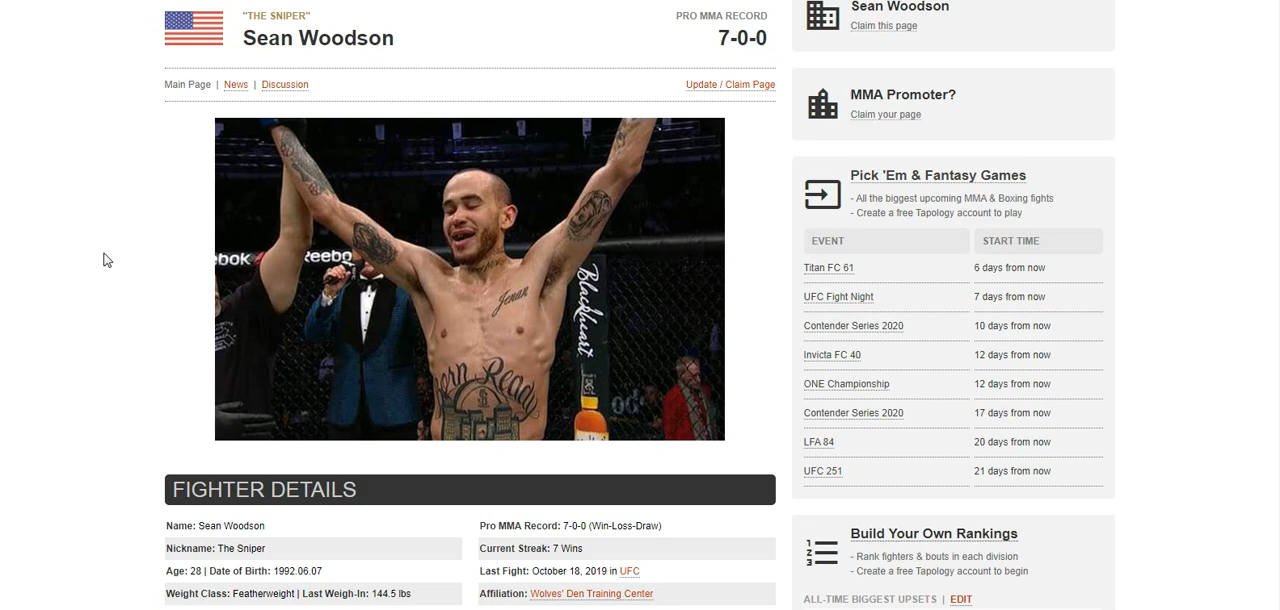 "THE SNIPER"
Sean Woodson
PRO MMA RECORD
7-0-0
Main Page | News | Discussion
Update / Claim Page
ebok
Reebo
Blackheart
Jenan
Born Ready
FIGHTER DETAILS
Name: Sean Woodson
Pro MMA Record: 7-0-0 (Win-Loss-Draw)
Nickname: The Sniper
Current Streak: 7 Wins
Age: 28 | Date of Birth: 1992.06.07
Last Fight: October 18, 2019 in UFC
Weight Class: Featherweight | Last Weigh-In: 144.5 lbs
Affiliation: Wolves' Den Training Center
Sean Woodson
Claim this page
MMA Promoter?
Claim your page
Pick 'Em & Fantasy Games
- All the biggest upcoming MMA & Boxing fights
- Create a free Tapology account to play
EVENT START TIME
Titan FC 61 6 days from now
UFC Fight Night 7 days from now
Contender Series 2020 10 days from now
Invicta FC 40 12 days from now
ONE Championship 12 days from now
Contender Series 2020 17 days from now
LFA 84 20 days from now
UFC 251 21 days from now
Build Your Own Rankings
- Rank fighters & bouts in each division
- Create a free Tapology account to begin
ALL-TIME BIGGEST UPSETS | EDIT